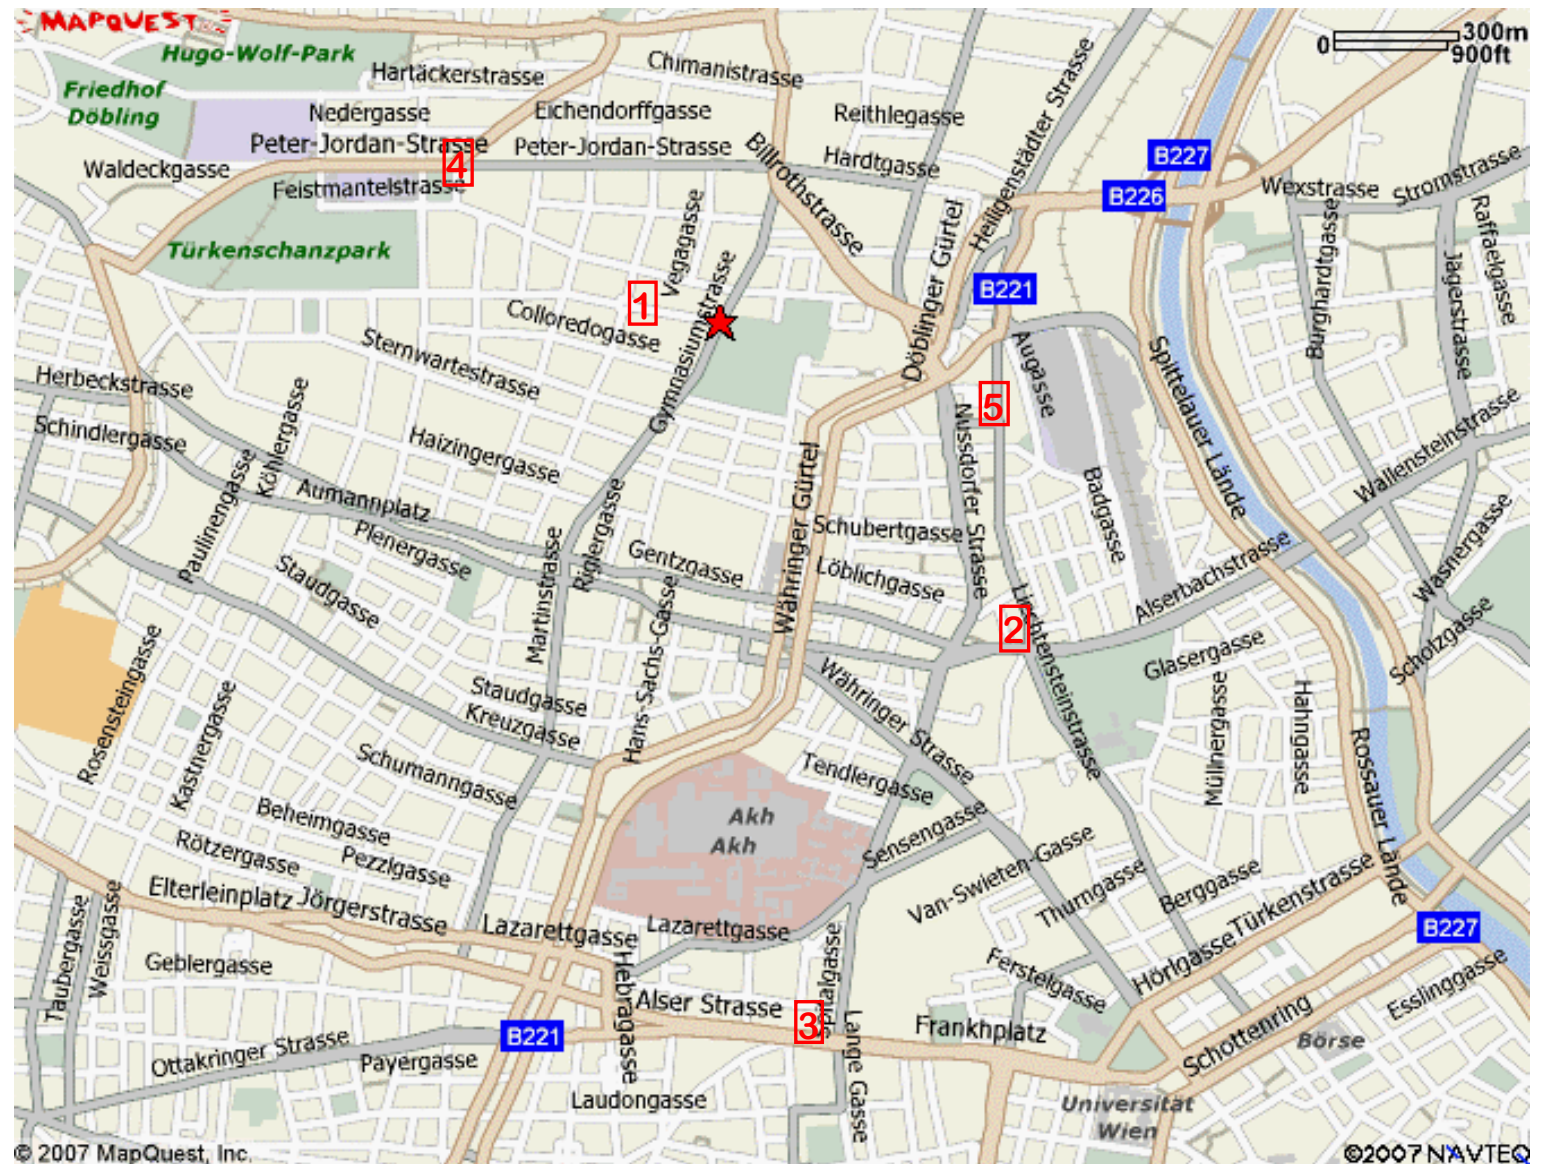 MAPQUEST
300m
0
900ft
Hugo-Wolf-Park
Hartäckerstrasse
Chimanistrasse
Friedhof
Döbling
Nedergasse
Eichendorffgasse
Reithlegasse
Heiligenstädter Strasse
Peter-Jordan-Strasse
Peter-Jordan-Strasse
Billrothstrasse
Hardtgasse
B227
Waldeckgasse
4
Feistmantelstrasse
B226
Wexstrasse
Stromstrasse
Türkenschanzpark
Vegagasse
Döblinger Gürtel
Burghardtgasse
Jägerstrasse
Raffaelgasse
1
Gymnasiumstrasse
B221
Colloredogasse
Sternwartestrasse
Augasse
Spittelauer Lände
Herbeckstrasse
5
Schindlergasse
Köhlergasse
Haizingergasse
Nussdorfer Strasse
Wallensteinstrasse
Paulinengasse
Aumannplatz
Währinger Gürtel
Badgasse
Plenergasse
Riglergasse
Schubertgasse
Wasnergasse
Staudgasse
Martinstrasse
Gentzgasse
Löblichgasse
Alserbachstrasse
Hans-Sachs-Gasse
2
Liechtensteinstrasse
Glasergasse
Scholzgasse
Rosensteingasse
Staudgasse
Kreuzgasse
Währinger Strasse
Müllnergasse
Hahngasse
Kastnergasse
Schumanngasse
Tendlergasse
Rossauer Lände
Beheimgasse
Akh
Akh
Sensengasse
Rötzergasse
Pezzlgasse
Van-Swieten-Gasse
Thurngasse
Berggasse
Türkenstrasse
Elterleinplatz
Jörgerstrasse
Lazarettgasse
Lazarettgasse
B227
Taubergasse
Weissgasse
Geblergasse
Hebragasse
Spitalgasse
Ferstelgasse
Hörlgasse
Esslinggasse
Alser Strasse
3
Lange Gasse
Frankhplatz
Schottenring
Börse
B221
Ottakringer Strasse
Payergasse
Laudongasse
Universität
Wien
© 2007 MapQuest, Inc.
©2007 NAVTEQ